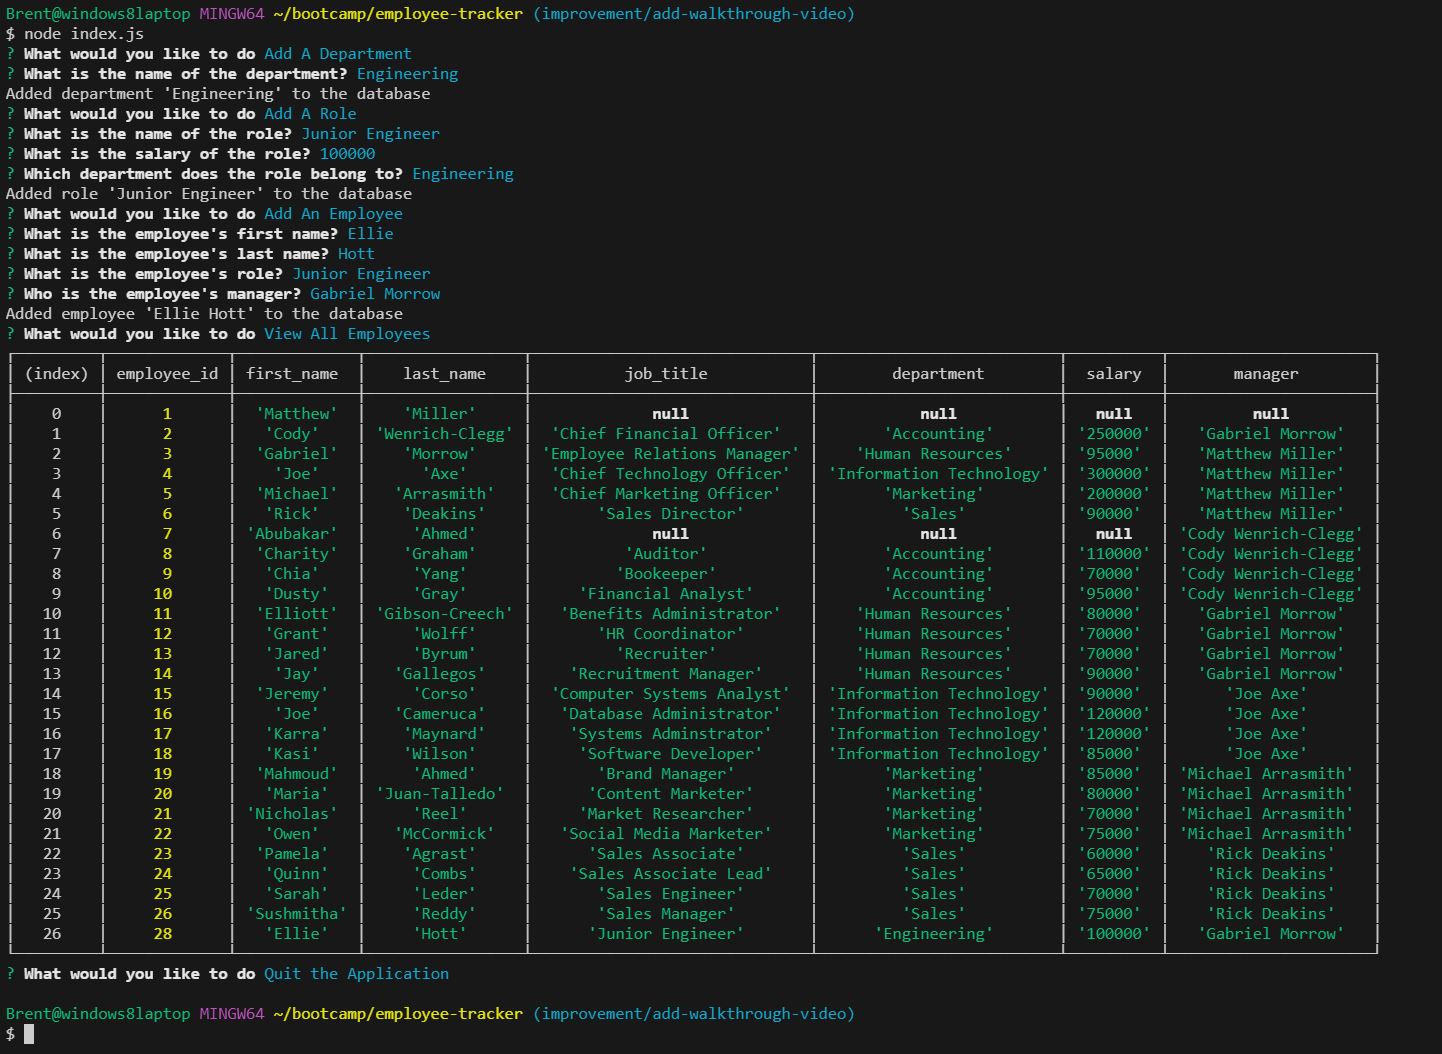 Brent@windows8laptop MINGW64 ~/bootcamp/employee-tracker (improvement/add-walkthrough-video)
$ node index.js
? What would you like to do Add A Department
? What is the name of the department? Engineering
Added department 'Engineering' to the database
? What would you like to do Add A Role
? What is the name of the role? Junior Engineer
? What is the salary of the role? 100000
? Which department does the role belong to? Engineering
Added role 'Junior Engineer' to the database
? What would you like to do Add An Employee
? What is the employee's first name? Ellie
? What is the employee's last name? Hott
? What is the employee's role? Junior Engineer
? Who is the employee's manager? Gabriel Morrow
Added employee 'Ellie Hott' to the database
? What would you like to do View All Employees
(index) employee_id first_name last_name job_title department salary manager
0 1 'Matthew' 'Miller' null null null null
1 2 'Cody' 'Wenrich-Clegg' 'Chief Financial Officer' 'Accounting' '250000' 'Gabriel Morrow'
2 3 'Gabriel' 'Morrow' 'Employee Relations Manager' 'Human Resources' '95000' 'Matthew Miller'
3 4 'Joe' 'Axe' 'Chief Technology Officer' 'Information Technology' '300000' 'Matthew Miller'
4 5 'Michael' 'Arrasmith' 'Chief Marketing Officer' 'Marketing' '200000' 'Matthew Miller'
5 6 'Rick' 'Deakins' 'Sales Director' 'Sales' '90000' 'Matthew Miller'
6 7 'Abubakar' 'Ahmed' null null null 'Cody Wenrich-Clegg'
7 8 'Charity' 'Graham' 'Auditor' 'Accounting' '110000' 'Cody Wenrich-Clegg'
8 9 'Chia' 'Yang' 'Bookeeper' 'Accounting' '70000' 'Cody Wenrich-Clegg'
9 10 'Dusty' 'Gray' 'Financial Analyst' 'Accounting' '95000' 'Cody Wenrich-Clegg'
10 11 'Elliott' 'Gibson-Creech' 'Benefits Administrator' 'Human Resources' '80000' 'Gabriel Morrow'
11 12 'Grant' 'Wolff' 'HR Coordinator' 'Human Resources' '70000' 'Gabriel Morrow'
12 13 'Jared' 'Byrum' 'Recruiter' 'Human Resources' '70000' 'Gabriel Morrow'
13 14 'Jay' 'Gallegos' 'Recruitment Manager' 'Human Resources' '90000' 'Gabriel Morrow'
14 15 'Jeremy' 'Corso' 'Computer Systems Analyst' 'Information Technology' '90000' 'Joe Axe'
15 16 'Joe' 'Cameruca' 'Database Administrator' 'Information Technology' '120000' 'Joe Axe'
16 17 'Karra' 'Maynard' 'Systems Adminstrator' 'Information Technology' '120000' 'Joe Axe'
17 18 'Kasi' 'Wilson' 'Software Developer' 'Information Technology' '85000' 'Joe Axe'
18 19 'Mahmoud' 'Ahmed' 'Brand Manager' 'Marketing' '85000' 'Michael Arrasmith'
19 20 'Maria' 'Juan-Talledo' 'Content Marketer' 'Marketing' '80000' 'Michael Arrasmith'
20 21 'Nicholas' 'Reel' 'Market Researcher' 'Marketing' '70000' 'Michael Arrasmith'
21 22 'Owen' 'McCormick' 'Social Media Marketer' 'Marketing' '75000' 'Michael Arrasmith'
22 23 'Pamela' 'Agrast' 'Sales Associate' 'Sales' '60000' 'Rick Deakins'
23 24 'Quinn' 'Combs' 'Sales Associate Lead' 'Sales' '65000' 'Rick Deakins'
24 25 'Sarah' 'Leder' 'Sales Engineer' 'Sales' '70000' 'Rick Deakins'
25 26 'Sushmitha' 'Reddy' 'Sales Manager' 'Sales' '75000' 'Rick Deakins'
26 28 'Ellie' 'Hott' 'Junior Engineer' 'Engineering' '100000' 'Gabriel Morrow'
? What would you like to do Quit the Application
Brent@windows8laptop MINGW64 ~/bootcamp/employee-tracker (improvement/add-walkthrough-video)
$